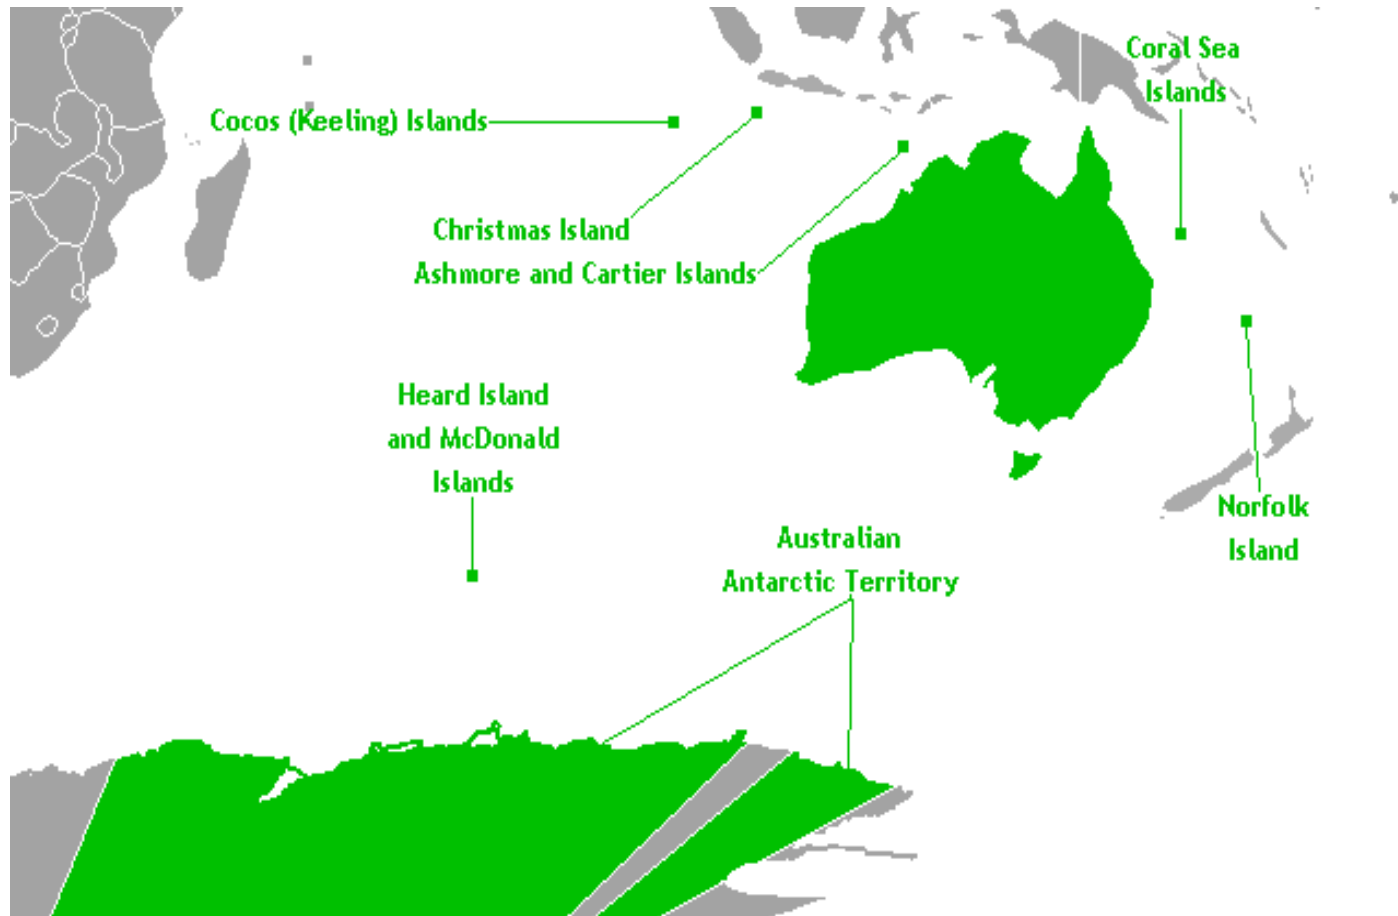 Coral Sea
Islands
Cocos (Keeling) Islands
Christmas Island
Ashmore and Cartier Islands
Heard Island
and McDonald
Islands
Norfolk
Island
Australian
Antarctic Territory